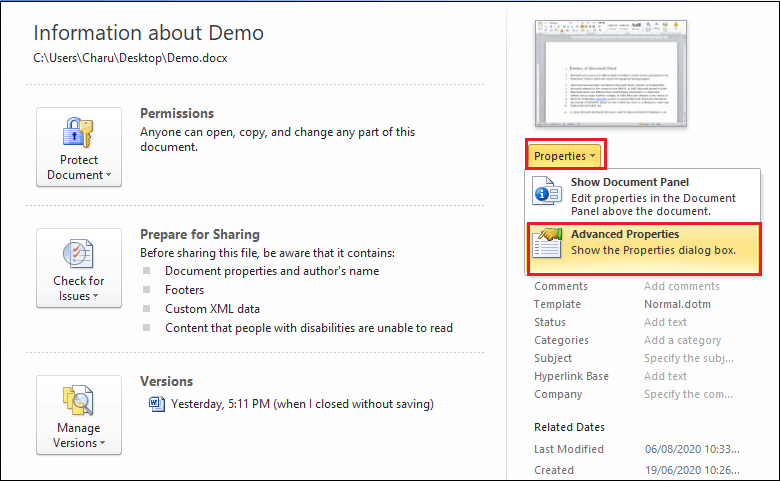 Information about Demo
C:\Users\Charu\Desktop\Demo.docx
Protect
Document
Permissions
Anyone can open, copy, and change any part of this
document.
Check for
Issues
Prepare for Sharing
Before sharing this file, be aware that it contains:
Document properties and author's name
Footers
Custom XML data
Content that people with disabilities are unable to read
Manage
Versions
Versions
Yesterday, 5:11 PM (when I closed without saving)
Properties
Show Document Panel
Edit properties in the Document
Panel above the document.
Advanced Properties
Show the Properties dialog box.
Comments Add comments
Template Normal.dotm
Status Add text
Categories Add a category
Subject Specify the subj...
Hyperlink Base Add text
Company Specify the com...
Related Dates
Last Modified 06/08/2020 10:33...
Created 19/06/2020 10:26...